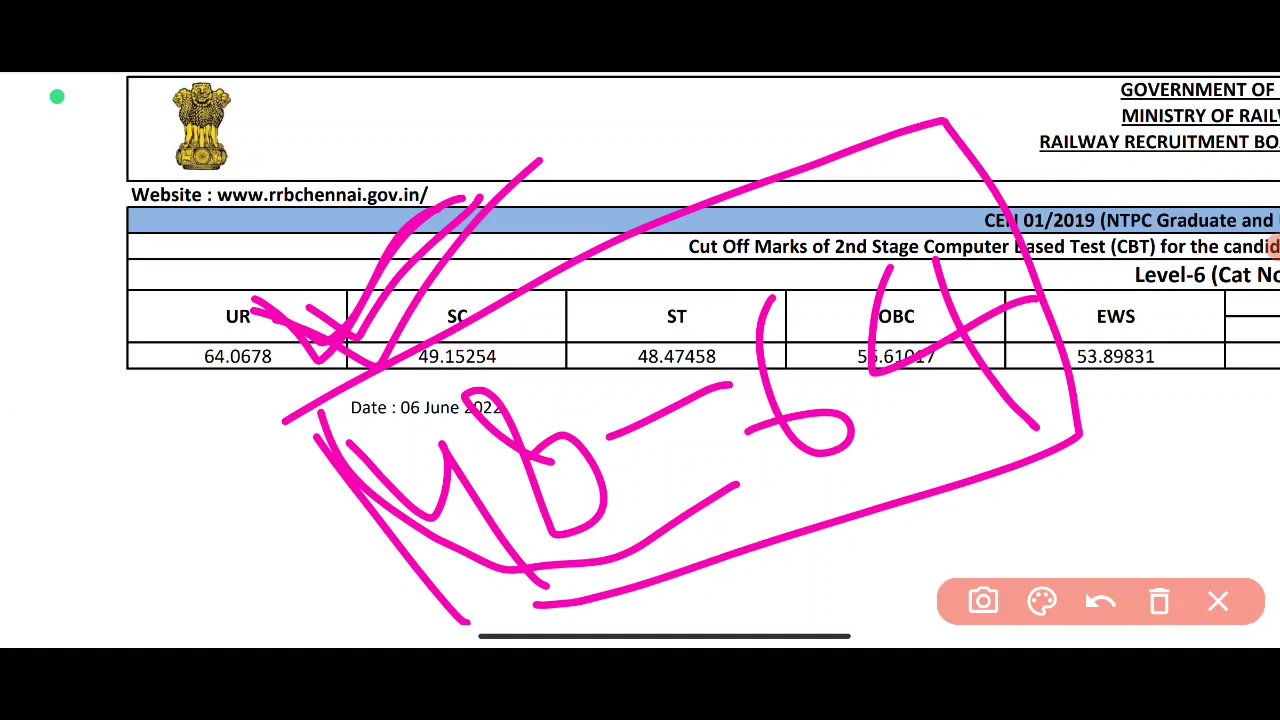 GOVERNMENT OF
MINISTRY OF RAILW
RAILWAY RECRUITMENT BOA
Website : www.rrbchennai.gov.in/
CEN 01/2019 (NTPC Graduate and
Cut Off Marks of 2nd Stage Computer Based Test (CBT) for the candid
Level-6 (Cat No
UR SC ST OBC EWS
64.0678 49.15254 48.47458 53.89831
Date : 06 June 2022